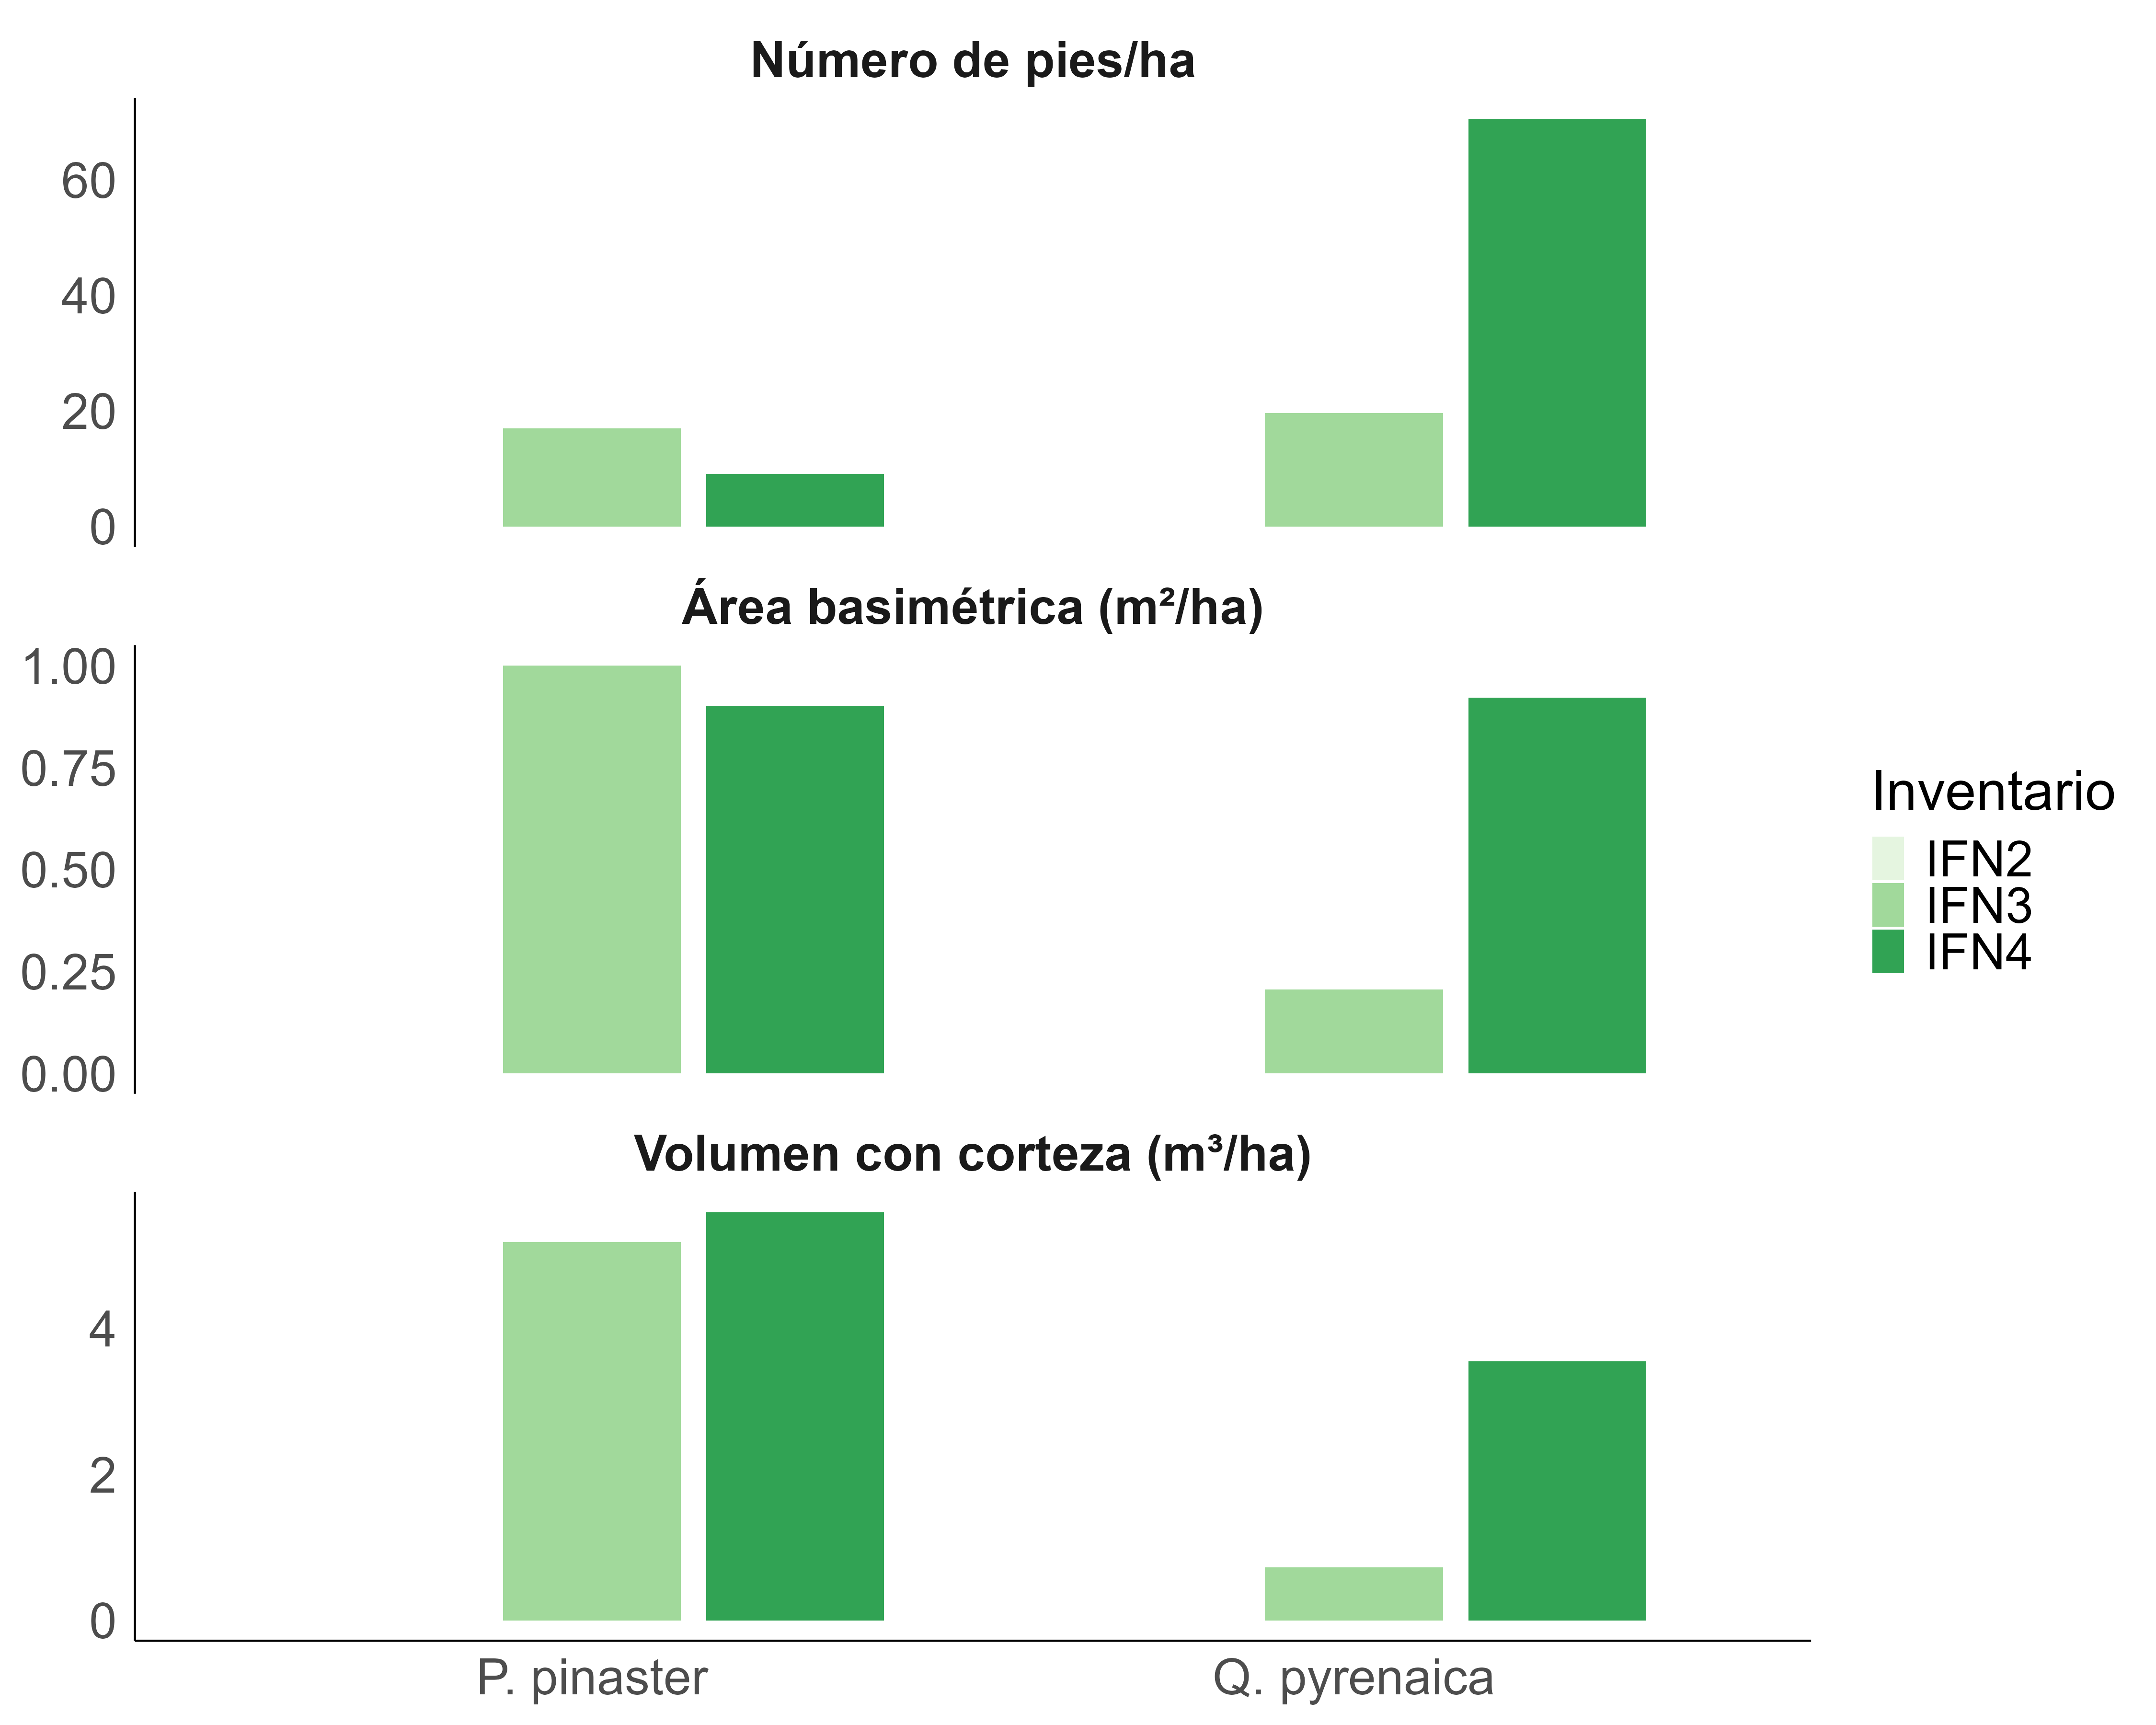 Número de pies/ha
60
40
20
0
Área basimétrica (m²/ha)
1.00
0.75
0.50
0.25
0.00
Inventario
IFN2
IFN3
IFN4
Volumen con corteza (m³/ha)
4
2
0
P. pinaster
Q. pyrenaica